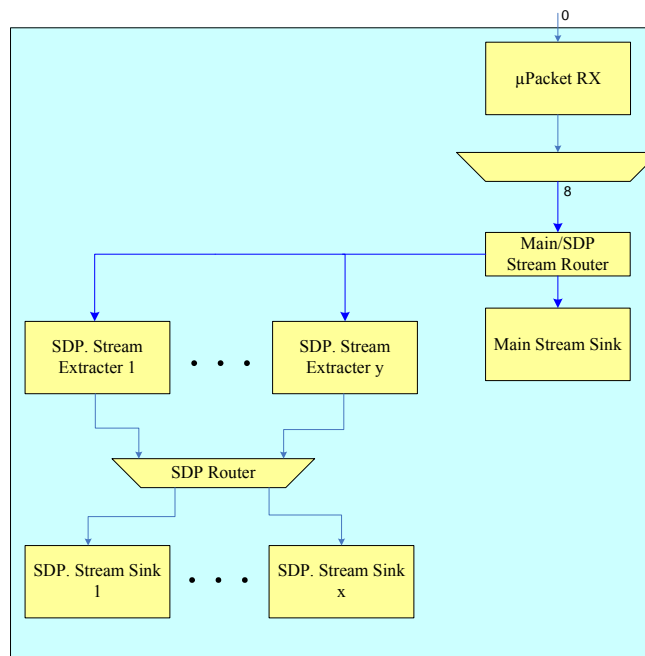 0
µPacket RX
8
Main/SDP
Stream Router
SDP. Stream
Extracter 1
• • •
SDP. Stream
Extracter y
Main Stream Sink
SDP Router
SDP. Stream Sink
1
• • •
SDP. Stream Sink
x